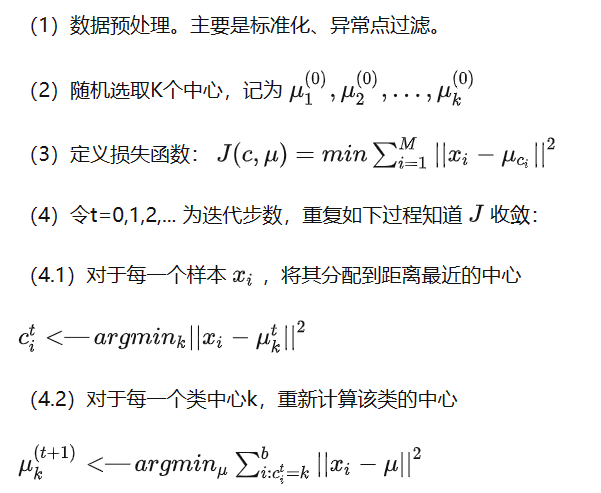 （1）数据预处理。主要是标准化、异常点过滤。
（2）随机选取K个中心，记为 $\mu_1^{(0)}, \mu_2^{(0)}, \ldots, \mu_k^{(0)}$
（3）定义损失函数： $J(c, \mu) = min \sum_{i=1}^{M} ||x_i - \mu_{c_i}||^2$
（4）令t=0,1,2,... 为迭代步数，重复如下过程知道 $J$ 收敛：
（4.1）对于每一个样本 $x_i$ ，将其分配到距离最近的中心
$c_i^t <— argmin_k ||x_i - \mu_k^t||^2$
（4.2）对于每一个类中心k，重新计算该类的中心
$\mu_k^{(t+1)} <— argmin_\mu \sum_{i:c_i^t=k}^{b} ||x_i - \mu||^2$